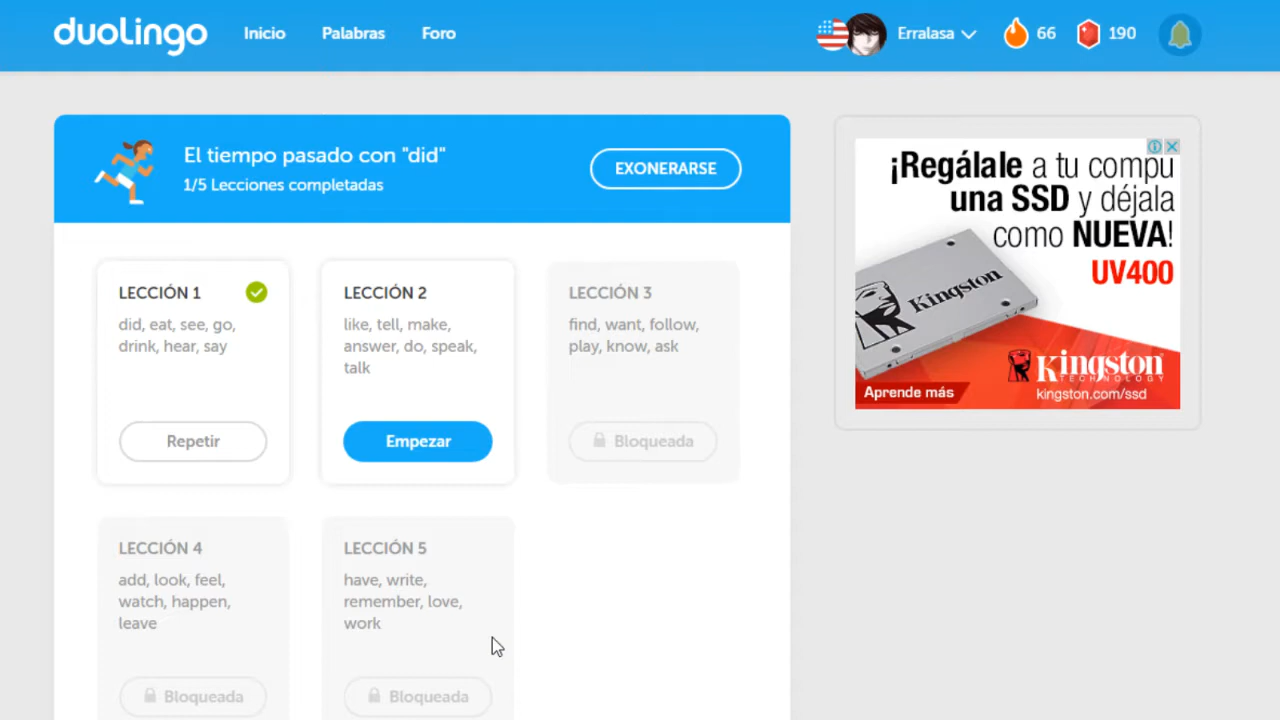 duolingo
Inicio
Palabras
Foro
Erralasa
66
190
El tiempo pasado con "did"
1/5 Lecciones completadas
EXONERARSE
LECCIÓN 1
did, eat, see, go,
drink, hear, say
Repetir
LECCIÓN 2
like, tell, make,
answer, do, speak,
talk
Empezar
LECCIÓN 3
find, want, follow,
play, know, ask
Bloqueada
LECCIÓN 4
add, look, feel,
watch, happen,
leave
Bloqueada
LECCIÓN 5
have, write,
remember, love,
work
Bloqueada
¡Regálale a tu compu
una SSD y déjala
como NUEVA!
UV400
Kingston
Kingston
TECHNOLOGY
Aprende más
kingston.com/ssd